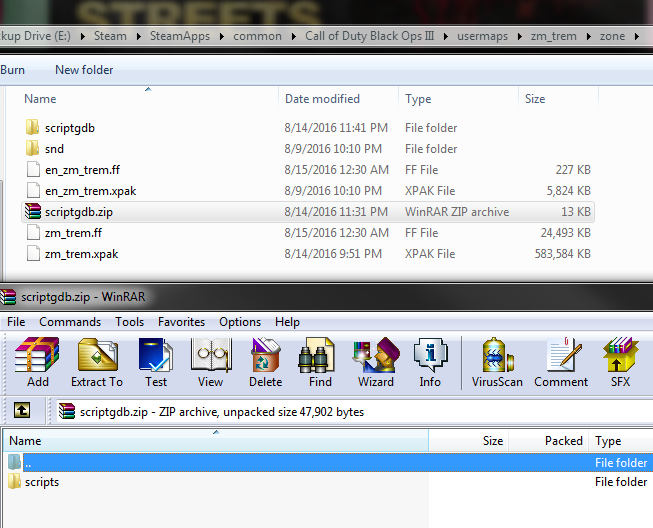 STREETS
ckup Drive (E:) Steam SteamApps common Call of Duty Black Ops III usermaps zm_trem zone
Burn New folder
Name Date modified Type Size
scriptgdb 8/14/2016 11:41 PM File folder
snd 8/9/2016 10:10 PM File folder
en_zm_trem.ff 8/15/2016 12:30 AM FF File 227 KB
en_zm_trem.xpak 8/9/2016 10:10 PM XPAK File 5,824 KB
scriptgdb.zip 8/14/2016 11:31 PM WinRAR ZIP archive 13 KB
zm_trem.ff 8/15/2016 12:30 AM FF File 24,493 KB
zm_trem.xpak 8/14/2016 9:51 PM XPAK File 583,584 KB
scriptgdb.zip - WinRAR
File Commands Tools Favorites Options Help
Add Extract To Test View Delete Find Wizard Info VirusScan Comment SFX
scriptgdb.zip - ZIP archive, unpacked size 47,902 bytes
Name Size Packed Type
.. File folder
scripts File folder